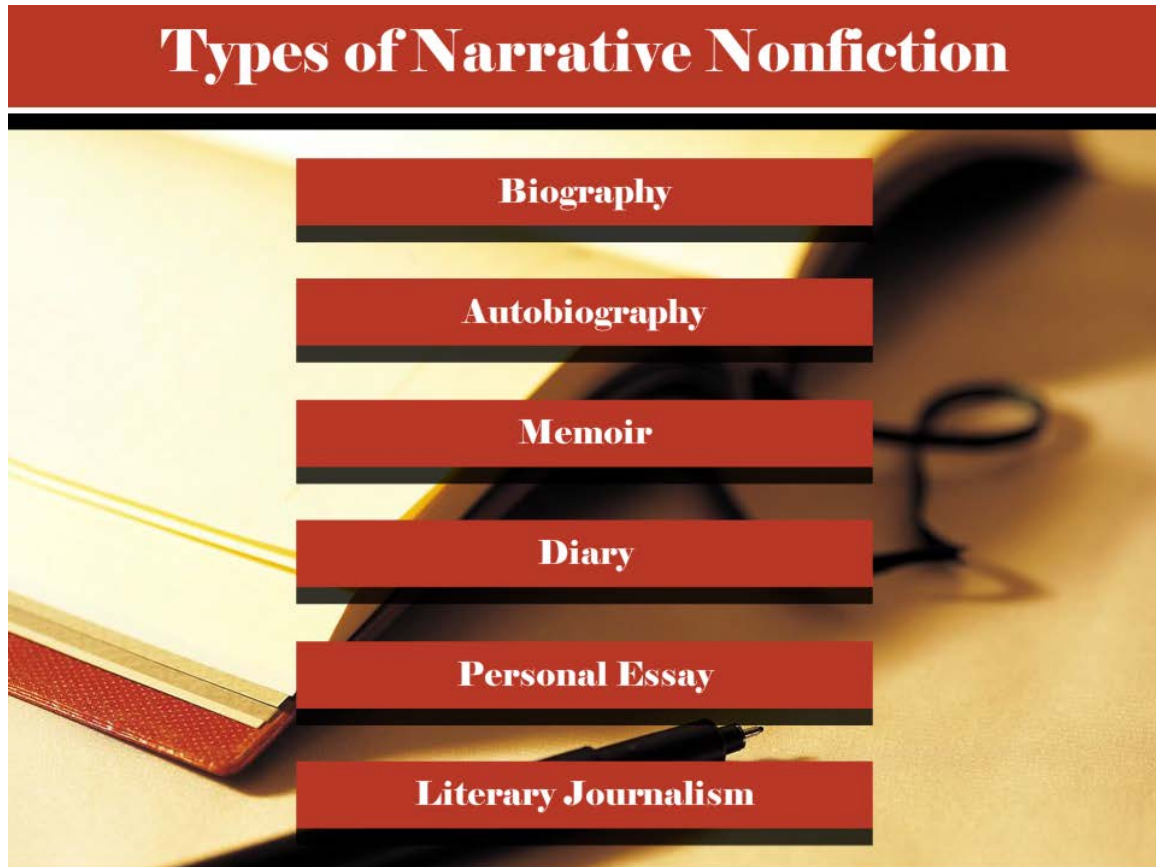 Types of Narrative Nonfiction
Biography
Autobiography
Memoir
Diary
Personal Essay
Literary Journalism